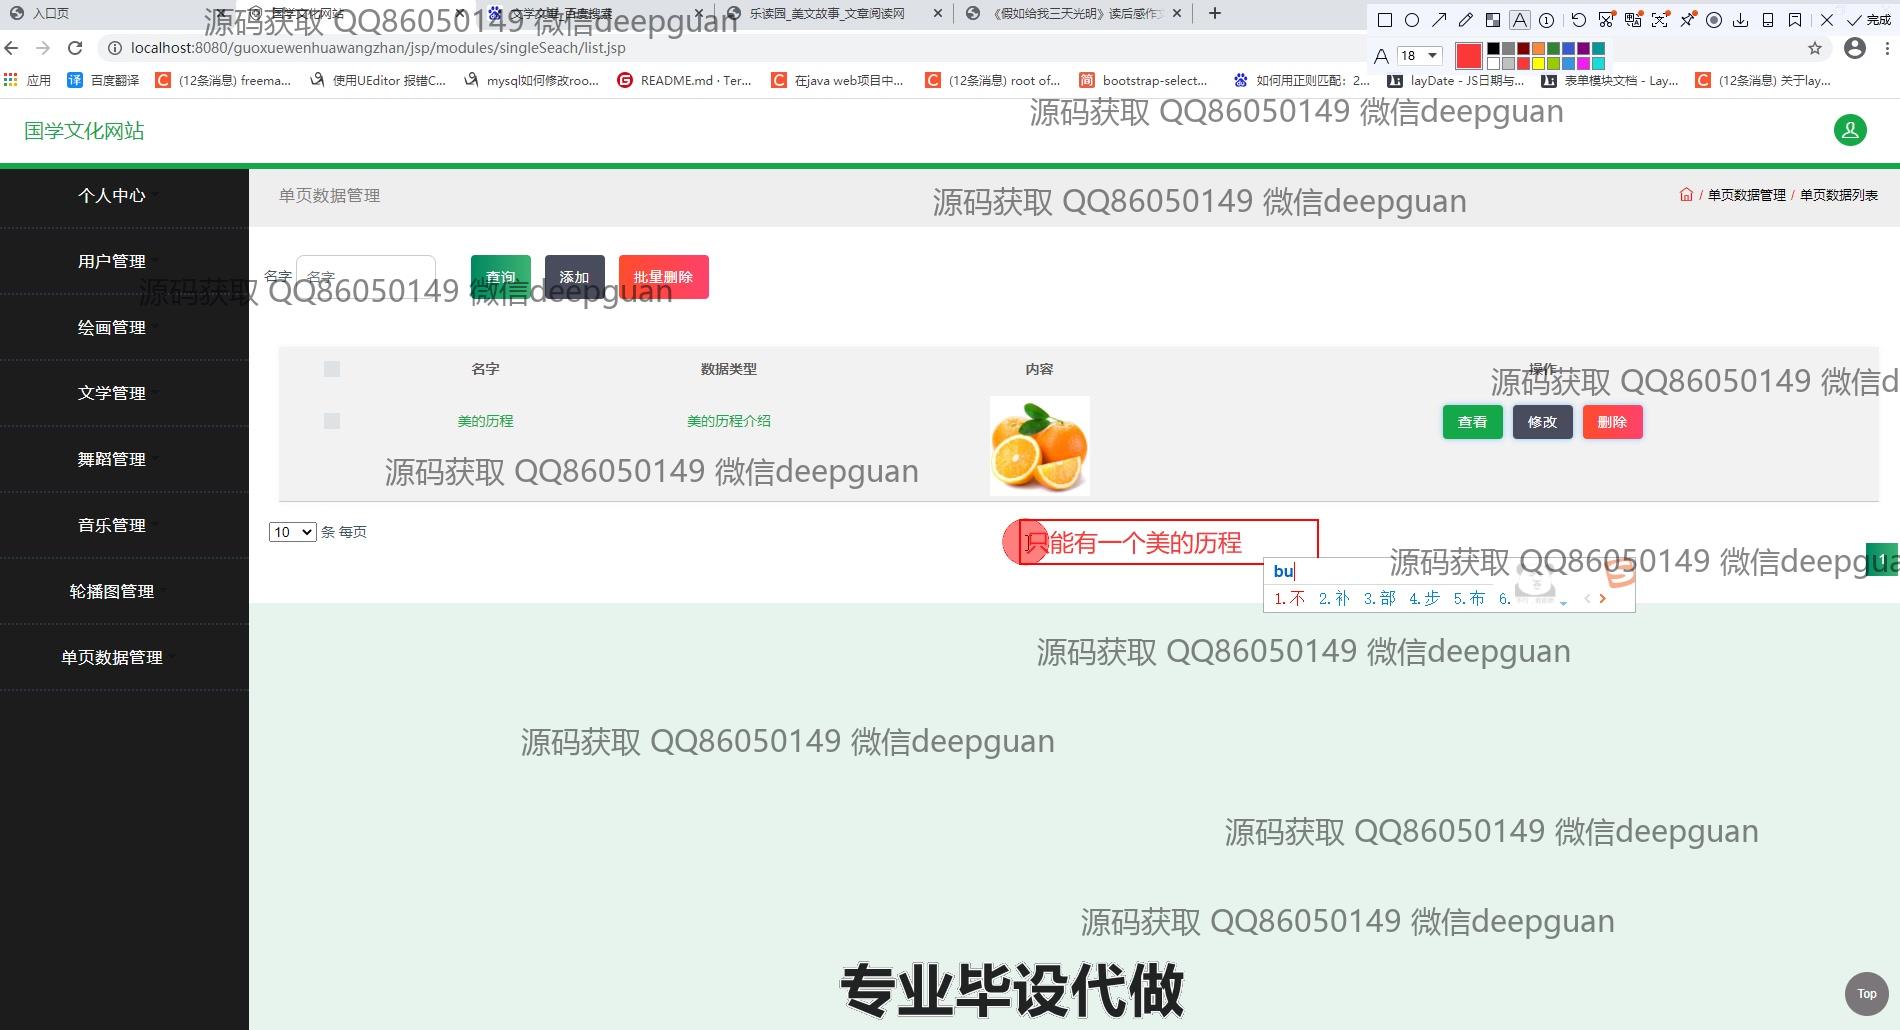 入口页 国学文化网站 文学文章_百度搜索 乐读园_美文故事_文章阅读网 《假如给我三天光明》读后感作文
源码获取 QQ86050149 微信deepguan
完成
localhost:8080/guoxuewenhuawangzhan/jsp/modules/singleSeach/list.jsp
A 18
应用 百度翻译 (12条消息) freema... 使用UEditor 报错C... mysql如何修改roo... README.md · Ter... 在java web项目中... (12条消息) root of... bootstrap-select... 如何用正则匹配：2... layDate - JS日期与... 表单模块文档 - Lay... (12条消息) 关于lay...
源码获取 QQ86050149 微信deepguan
国学文化网站
个人中心
单页数据管理
源码获取 QQ86050149 微信deepguan
/ 单页数据管理 / 单页数据列表
用户管理
名字 名字 查询 添加 批量删除
源码获取 QQ86050149 微信deepguan
绘画管理
名字 数据类型 内容 操作
源码获取 QQ86050149 微信d
文学管理
美的历程 美的历程介绍 查看 修改 删除
舞蹈管理
源码获取 QQ86050149 微信deepguan
音乐管理
10 条 每页
只能有一个美的历程
源码获取 QQ86050149 微信deepgua
1
bu
1.不 2.补 3.部 4.步 5.布 6.
轮播图管理
单页数据管理
源码获取 QQ86050149 微信deepguan
源码获取 QQ86050149 微信deepguan
源码获取 QQ86050149 微信deepguan
源码获取 QQ86050149 微信deepguan
专业毕设代做
Top